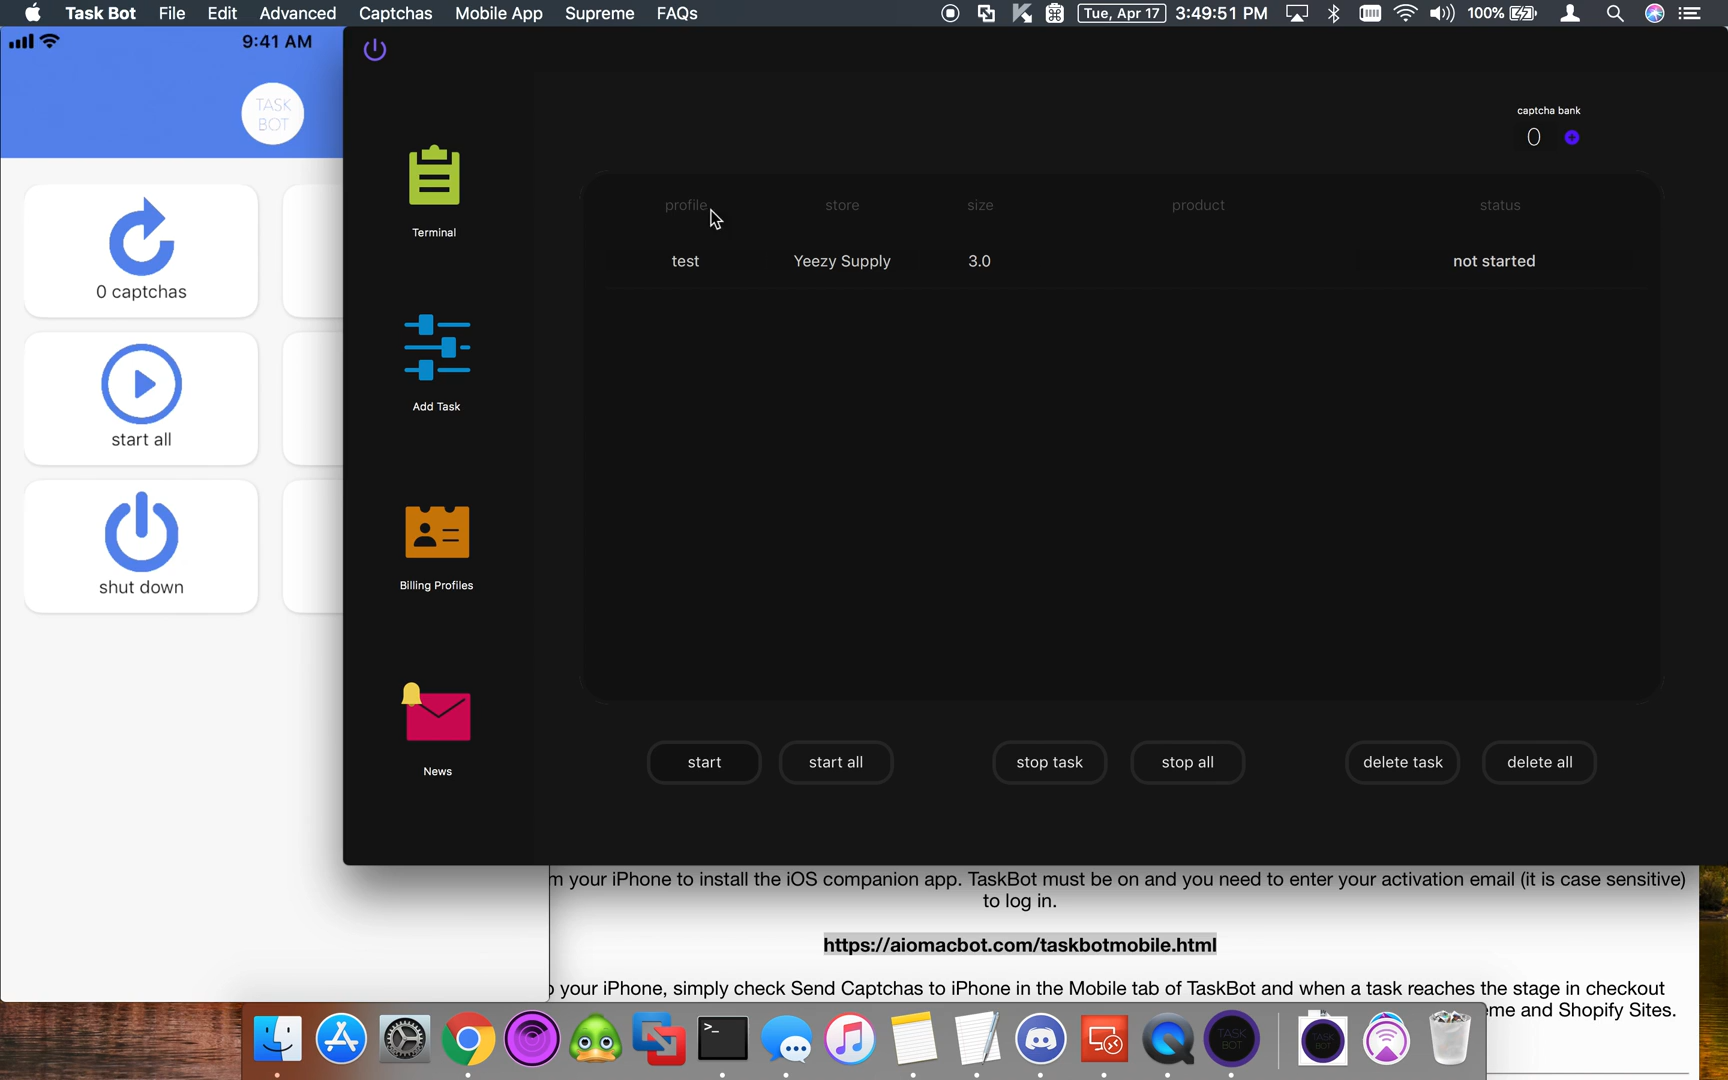 Task Bot File Edit Advanced Captchas Mobile App Supreme FAQs Tue, Apr 17 3:49:51 PM 100%
9:41 AM
TASK
BOT
captcha bank
0
0 captchas
start all
shut down
Terminal
Add Task
Billing Profiles
News
profile store size product status
test Yeezy Supply 3.0 not started
start start all stop task stop all delete task delete all
your iPhone to install the iOS companion app. TaskBot must be on and you need to enter your activation email (it is case sensitive)
to log in.
https://aiomacbot.com/taskbotmobile.html
your iPhone, simply check Send Captchas to iPhone in the Mobile tab of TaskBot and when a task reaches the stage in checkout
and Shopify Sites.
TASK
BOT
TASK
BOT